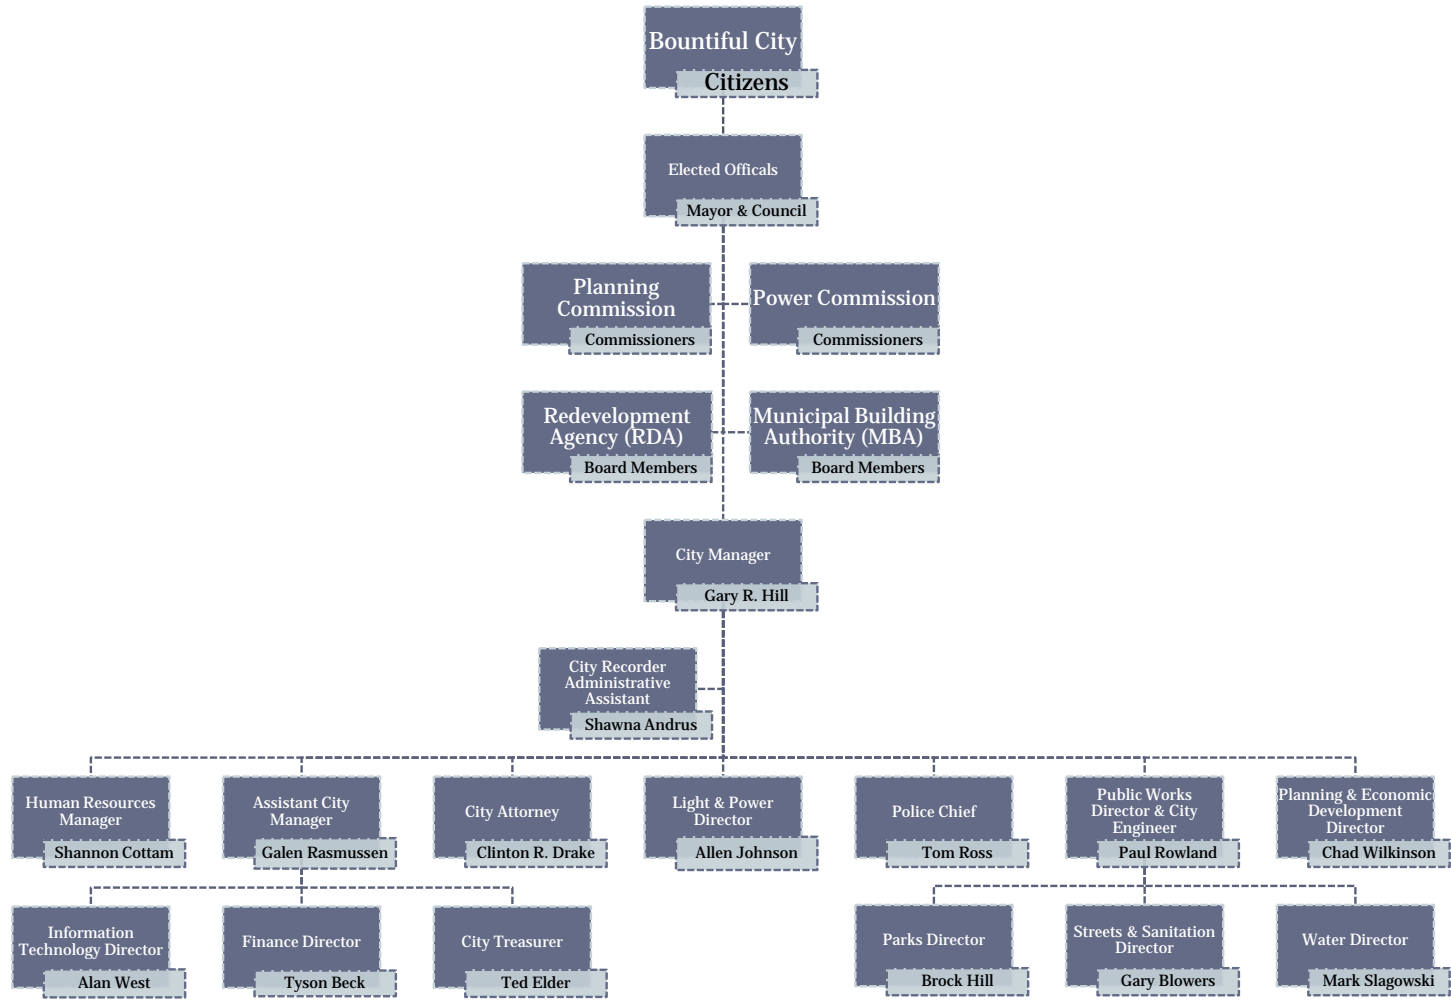 Bountiful City
Citizens
Elected Officals
Mayor & Council
Planning
Commission
Commissioners
Power Commission
Commissioners
Redevelopment
Agency (RDA)
Board Members
Municipal Building
Authority (MBA)
Board Members
City Manager
Gary R. Hill
City Recorder
Administrative
Assistant
Shawna Andrus
Human Resources
Manager
Shannon Cottam
Assistant City
Manager
Galen Rasmussen
City Attorney
Clinton R. Drake
Light & Power
Director
Allen Johnson
Police Chief
Tom Ross
Public Works
Director & City
Engineer
Paul Rowland
Planning & Economic
Development
Director
Chad Wilkinson
Information
Technology Director
Alan West
Finance Director
Tyson Beck
City Treasurer
Ted Elder
Parks Director
Brock Hill
Streets & Sanitation
Director
Gary Blowers
Water Director
Mark Slagowski